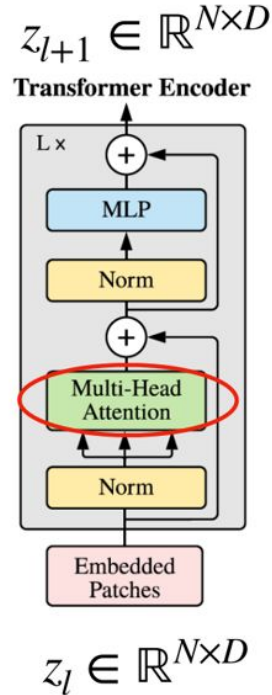 z_{l+1} ∈ ℝ^{N×D}
Transformer Encoder
L ×
+
MLP
Norm
+
Multi-Head
Attention
Norm
Embedded
Patches
z_l ∈ ℝ^{N×D}